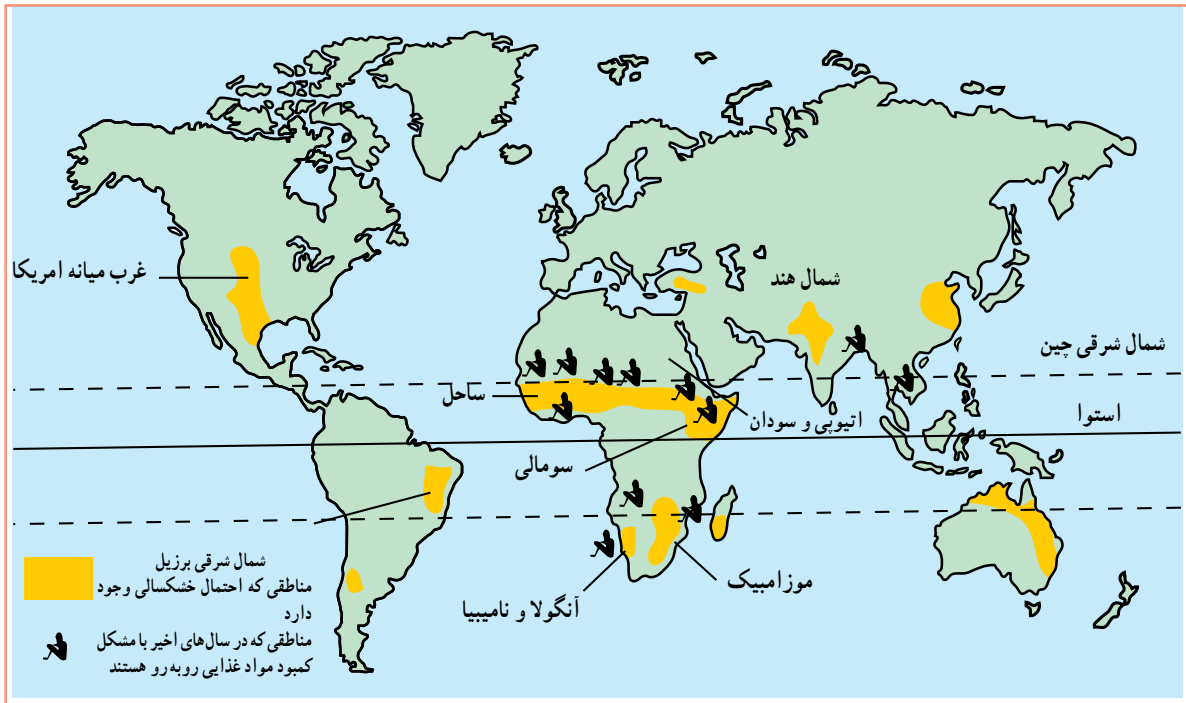 غرب میانه امریکا
شمال هند
شمال شرقی چین
ساحل
اتیوپی و سودان
استوا
سومالی
موزامبیک
آنگولا و نامیبیا
شمال شرقی برزیل
مناطقی که احتمال خشکسالی وجود
دارد
مناطقی که در سال‌های اخیر با مشکل
کمبود مواد غذایی روبه‌رو هستند